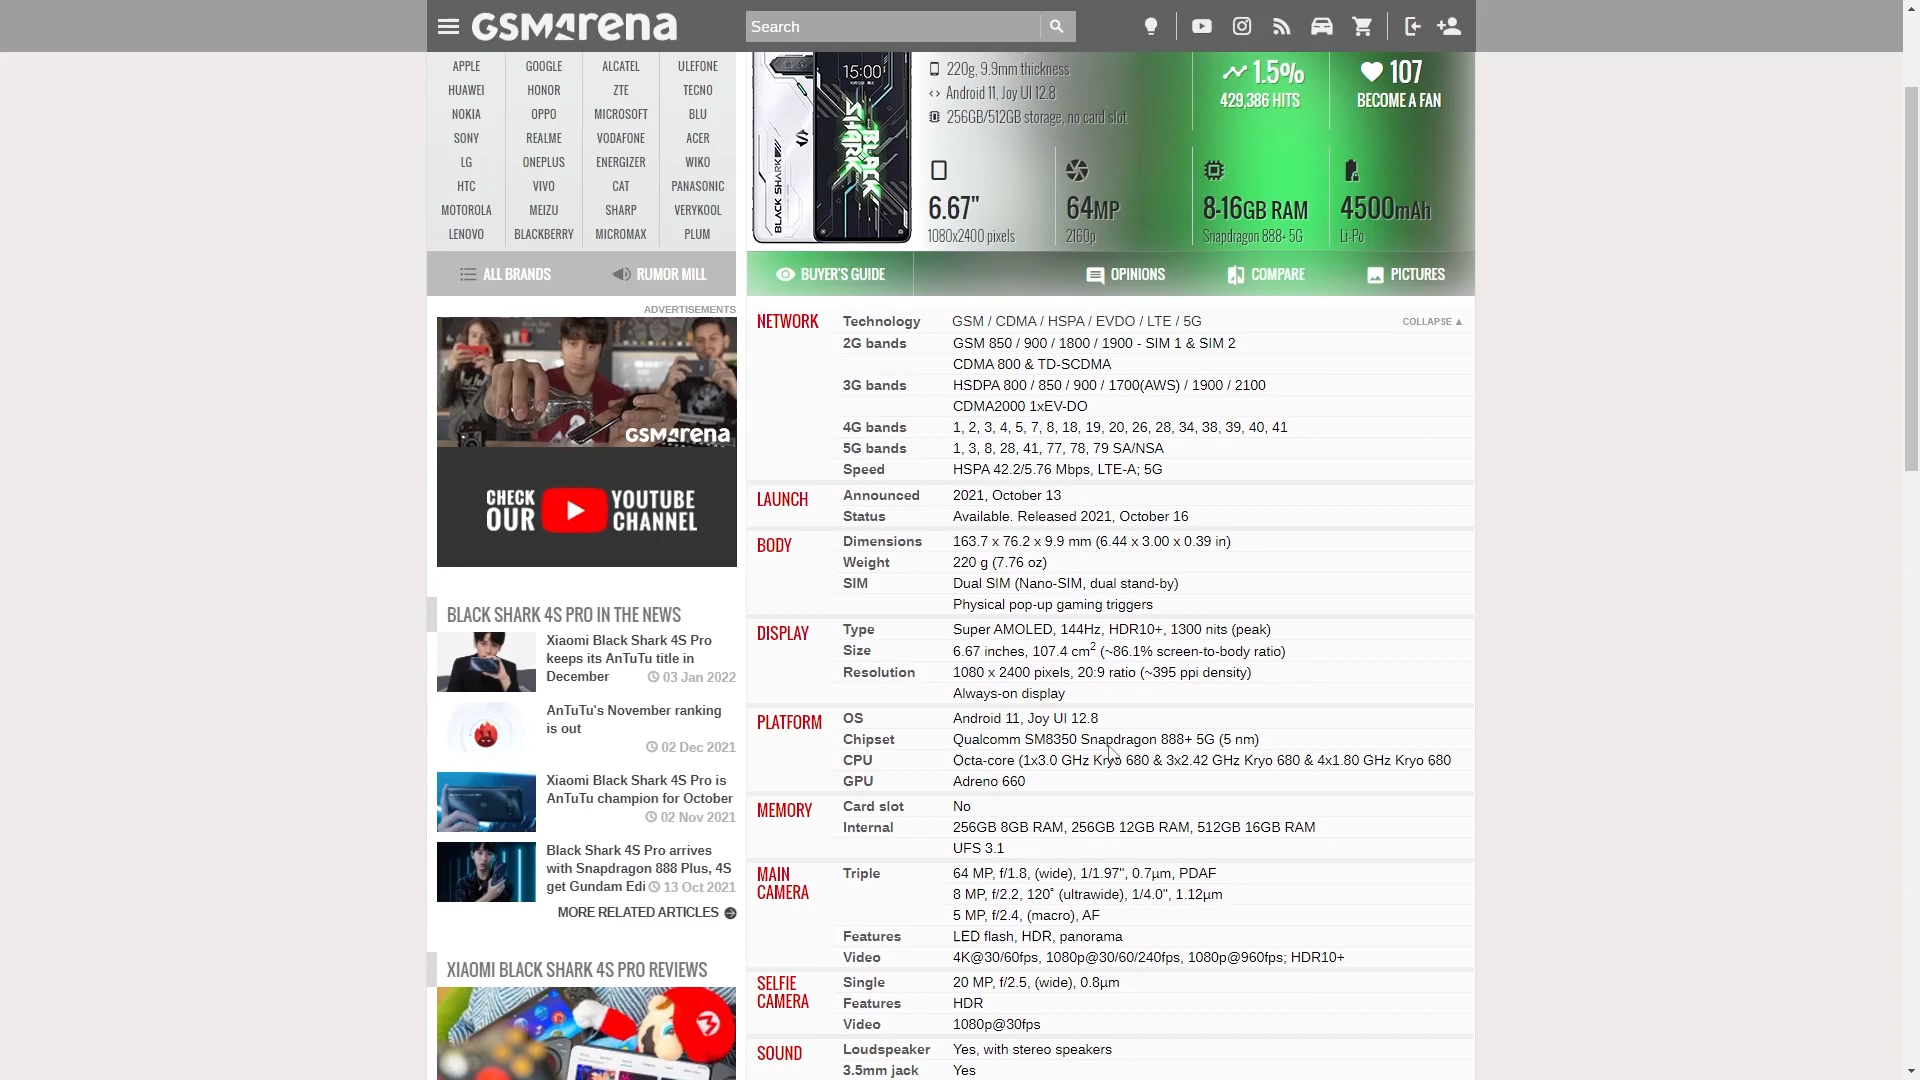 GSMArena
Search
APPLE GOOGLE ALCATEL ULEFONE
HUAWEI HONOR ZTE TECNO
NOKIA OPPO MICROSOFT BLU
SONY REALME VODAFONE ACER
LG ONEPLUS ENERGIZER WIKO
HTC VIVO CAT PANASONIC
MOTOROLA MEIZU SHARP VERYKOOL
LENOVO BLACKBERRY MICROMAX PLUM
ALL BRANDS RUMOR MILL
15:00
BLACK SHARK
BLACK SHARK
220g, 9.9mm thickness
Android 11, Joy UI 12.8
256GB/512GB storage, no card slot
1.5%
429,386 HITS
107
BECOME A FAN
6.67"
1080x2400 pixels
64MP
2160p
8-16GB RAM
Snapdragon 888+ 5G
4500mAh
Li-Po
BUYER'S GUIDE OPINIONS COMPARE PICTURES
ADVERTISEMENTS
GSMArena
CHECK OUR YOUTUBE CHANNEL
BLACK SHARK 4S PRO IN THE NEWS
Xiaomi Black Shark 4S Pro
keeps its AnTuTu title in
December 03 Jan 2022
AnTuTu's November ranking
is out
02 Dec 2021
Xiaomi Black Shark 4S Pro is
AnTuTu champion for October
02 Nov 2021
Black Shark 4S Pro arrives
with Snapdragon 888 Plus, 4S
get Gundam Edi 13 Oct 2021
MORE RELATED ARTICLES
XIAOMI BLACK SHARK 4S PRO REVIEWS
NETWORK Technology GSM / CDMA / HSPA / EVDO / LTE / 5G COLLAPSE ▲
2G bands GSM 850 / 900 / 1800 / 1900 - SIM 1 & SIM 2
CDMA 800 & TD-SCDMA
3G bands HSDPA 800 / 850 / 900 / 1700(AWS) / 1900 / 2100
CDMA2000 1xEV-DO
4G bands 1, 2, 3, 4, 5, 7, 8, 18, 19, 20, 26, 28, 34, 38, 39, 40, 41
5G bands 1, 3, 8, 28, 41, 77, 78, 79 SA/NSA
Speed HSPA 42.2/5.76 Mbps, LTE-A; 5G
LAUNCH Announced 2021, October 13
Status Available. Released 2021, October 16
BODY Dimensions 163.7 x 76.2 x 9.9 mm (6.44 x 3.00 x 0.39 in)
Weight 220 g (7.76 oz)
SIM Dual SIM (Nano-SIM, dual stand-by)
Physical pop-up gaming triggers
DISPLAY Type Super AMOLED, 144Hz, HDR10+, 1300 nits (peak)
Size 6.67 inches, 107.4 cm2 (~86.1% screen-to-body ratio)
Resolution 1080 x 2400 pixels, 20:9 ratio (~395 ppi density)
Always-on display
PLATFORM OS Android 11, Joy UI 12.8
Chipset Qualcomm SM8350 Snapdragon 888+ 5G (5 nm)
CPU Octa-core (1x3.0 GHz Kryo 680 & 3x2.42 GHz Kryo 680 & 4x1.80 GHz Kryo 680
GPU Adreno 660
MEMORY Card slot No
Internal 256GB 8GB RAM, 256GB 12GB RAM, 512GB 16GB RAM
UFS 3.1
MAIN CAMERA Triple 64 MP, f/1.8, (wide), 1/1.97", 0.7µm, PDAF
8 MP, f/2.2, 120˚ (ultrawide), 1/4.0", 1.12µm
5 MP, f/2.4, (macro), AF
Features LED flash, HDR, panorama
Video 4K@30/60fps, 1080p@30/60/240fps, 1080p@960fps; HDR10+
SELFIE CAMERA Single 20 MP, f/2.5, (wide), 0.8µm
Features HDR
Video 1080p@30fps
SOUND Loudspeaker Yes, with stereo speakers
3.5mm jack Yes